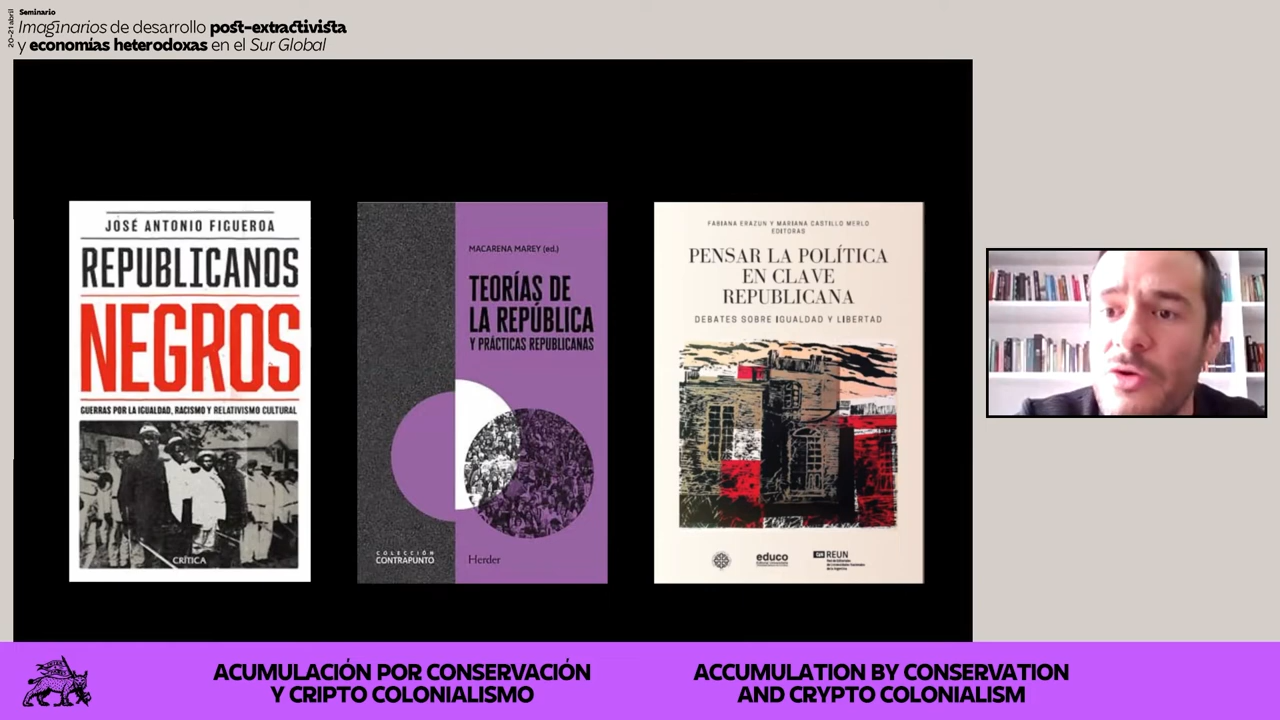 20-21 abril
Seminario
Imaginarios de desarrollo post-extractivista
y economías heterodoxas en el Sur Global
JOSÉ ANTONIO FIGUEROA
REPUBLICANOS
NEGROS
GUERRAS POR LA IGUALDAD, RACISMO Y RELATIVISMO CULTURAL
CRÍTICA
MACARENA MAREY (ed.)
TEORÍAS DE
LA REPÚBLICA
Y PRÁCTICAS REPUBLICANAS
COLECCIÓN
CONTRAPUNTO
Herder
FABIANA ERAZUN Y MARIANA CASTILLO MERLO
EDITORAS
PENSAR LA POLÍTICA
EN CLAVE
REPUBLICANA
DEBATES SOBRE IGUALDAD Y LIBERTAD
educo
REUN
ACUMULACIÓN POR CONSERVACIÓN
Y CRIPTO COLONIALISMO
ACCUMULATION BY CONSERVATION
AND CRYPTO COLONIALISM